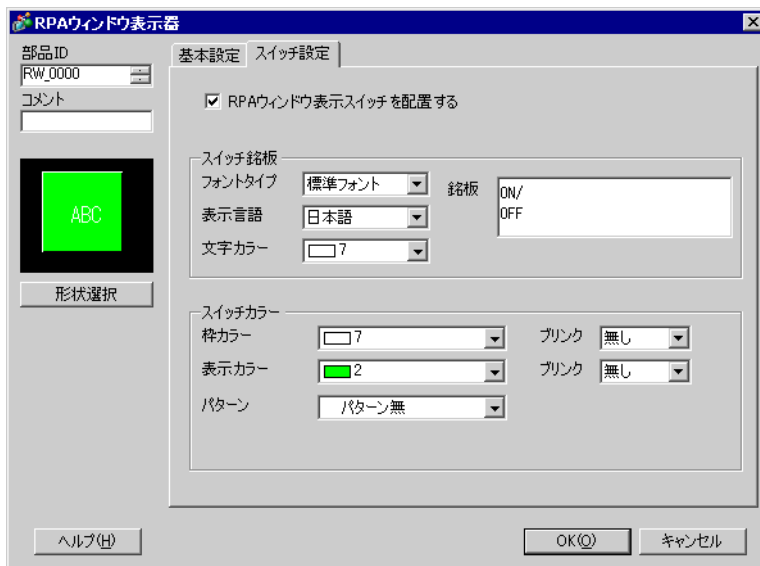 RPAウィンドウ表示器
部品ID
RW_0000
コメント
基本設定 スイッチ設定
RPAウィンドウ表示スイッチを配置する
スイッチ銘板
フォントタイプ 標準フォント 銘板 ON/
OFF
表示言語 日本語
文字カラー 7
ABC
形状選択
スイッチカラー
枠カラー 7 ブリンク 無し
表示カラー 2 ブリンク 無し
パターン パターン無
ヘルプ(H) OK(O) キャンセル